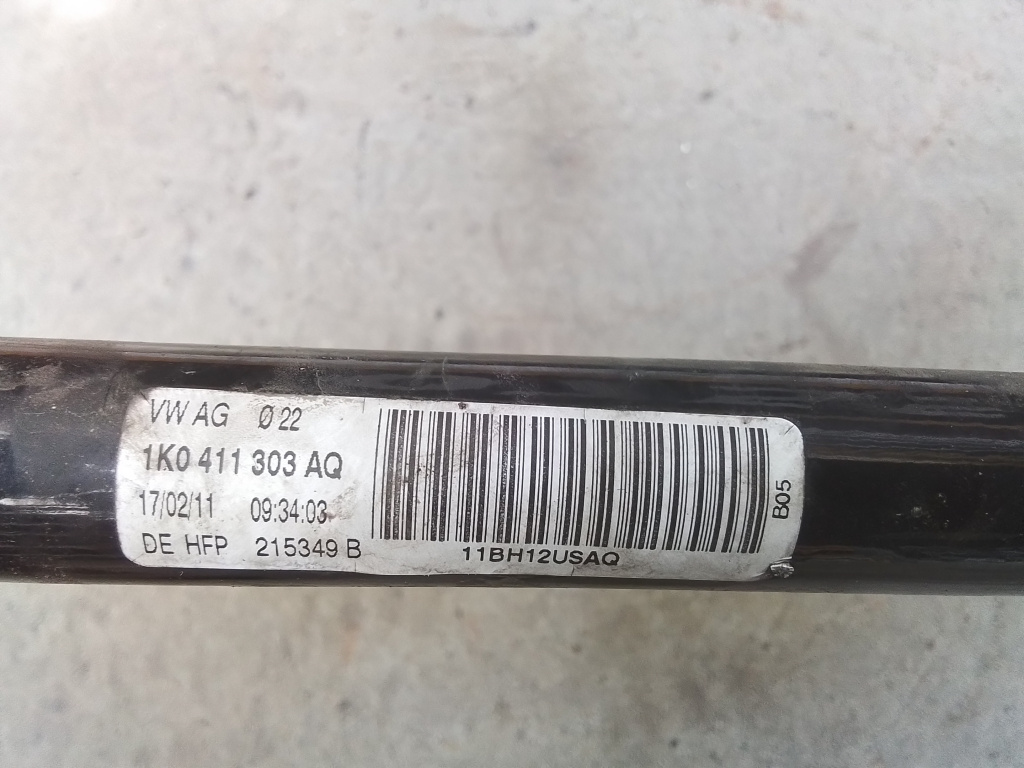 VW AG Ø 22
1K0 411 303 AQ
17/02/11 09:34:03
DE HFP 215349 B
11BH12USAQ
B05